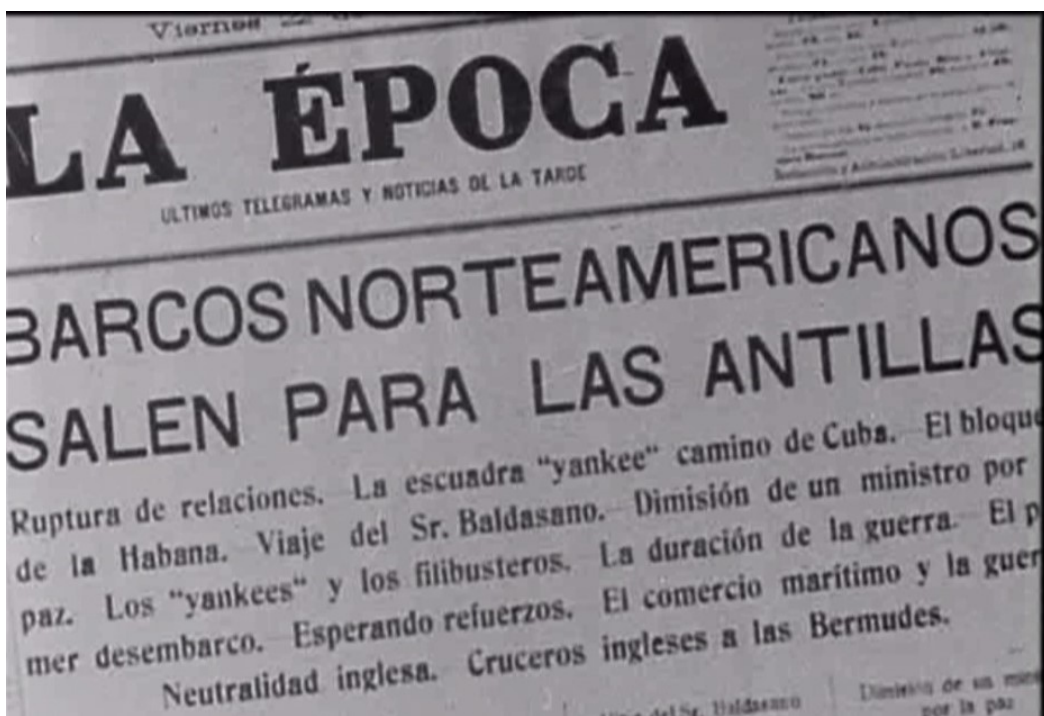 Viernes
LA ÉPOCA
ULTIMOS TELEGRAMAS Y NOTICIAS DE LA TARDE
BARCOS NORTEAMERICANOS
SALEN PARA LAS ANTILLAS
Ruptura de relaciones. La escuadra "yankee" camino de Cuba. El bloque
de la Habana. Viaje del Sr. Baldasano. Dimisión de un ministro por
paz. Los "yankees" y los filibusteros. La duración de la guerra. El p
mer desembarco. Esperando refuerzos. El comercio marítimo y la guer
Neutralidad inglesa. Cruceros ingleses a las Bermudes.
del Sr. Baldasano
Dimisión de un
por la paz